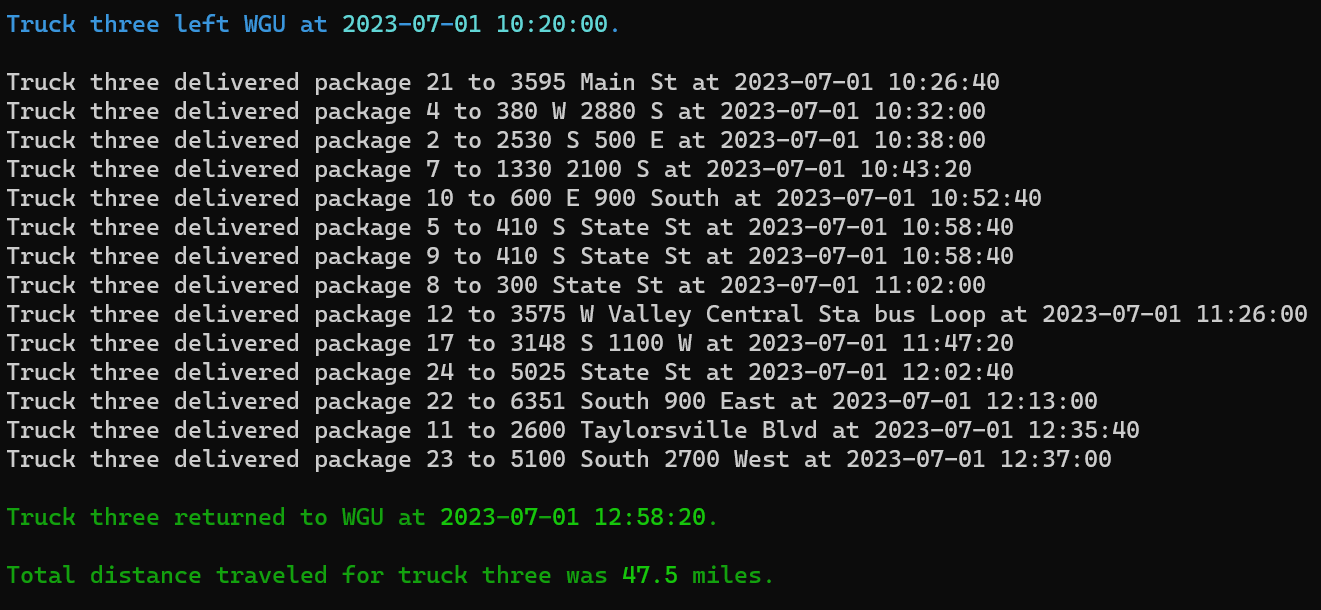 Truck three left WGU at 2023-07-01 10:20:00.
Truck three delivered package 21 to 3595 Main St at 2023-07-01 10:26:40
Truck three delivered package 4 to 380 W 2880 S at 2023-07-01 10:32:00
Truck three delivered package 2 to 2530 S 500 E at 2023-07-01 10:38:00
Truck three delivered package 7 to 1330 2100 S at 2023-07-01 10:43:20
Truck three delivered package 10 to 600 E 900 South at 2023-07-01 10:52:40
Truck three delivered package 5 to 410 S State St at 2023-07-01 10:58:40
Truck three delivered package 9 to 410 S State St at 2023-07-01 10:58:40
Truck three delivered package 8 to 300 State St at 2023-07-01 11:02:00
Truck three delivered package 12 to 3575 W Valley Central Sta bus Loop at 2023-07-01 11:26:00
Truck three delivered package 17 to 3148 S 1100 W at 2023-07-01 11:47:20
Truck three delivered package 24 to 5025 State St at 2023-07-01 12:02:40
Truck three delivered package 22 to 6351 South 900 East at 2023-07-01 12:13:00
Truck three delivered package 11 to 2600 Taylorsville Blvd at 2023-07-01 12:35:40
Truck three delivered package 23 to 5100 South 2700 West at 2023-07-01 12:37:00
Truck three returned to WGU at 2023-07-01 12:58:20.
Total distance traveled for truck three was 47.5 miles.